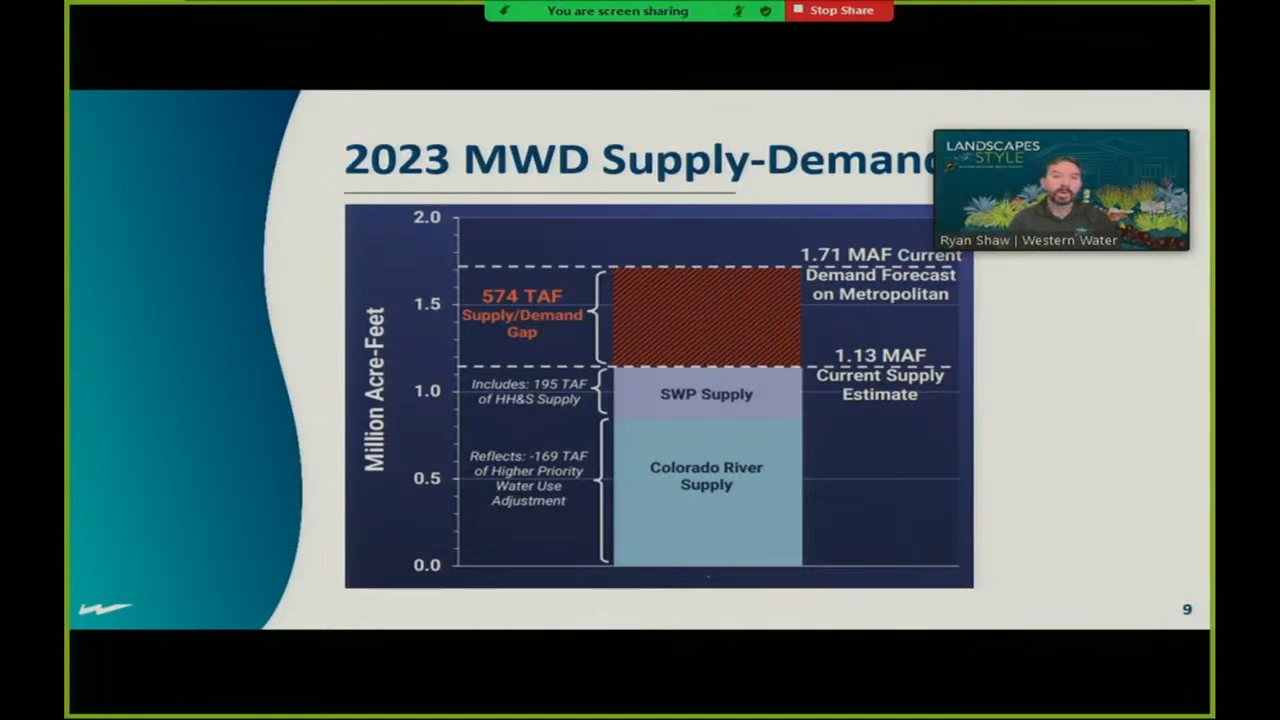 You are screen sharing
Stop Share
2023 MWD Supply-Demand
LANDSCAPES
STYLE
Ryan Shaw | Western Water
Million Acre-Feet
2.0
1.5
1.0
0.5
0.0
574 TAF
Supply/Demand
Gap
Includes: 195 TAF
of HH&S Supply
Reflects: -169 TAF
of Higher Priority
Water Use
Adjustment
SWP Supply
Colorado River
Supply
1.71 MAF Current
Demand Forecast
on Metropolitan
1.13 MAF
Current Supply
Estimate
9